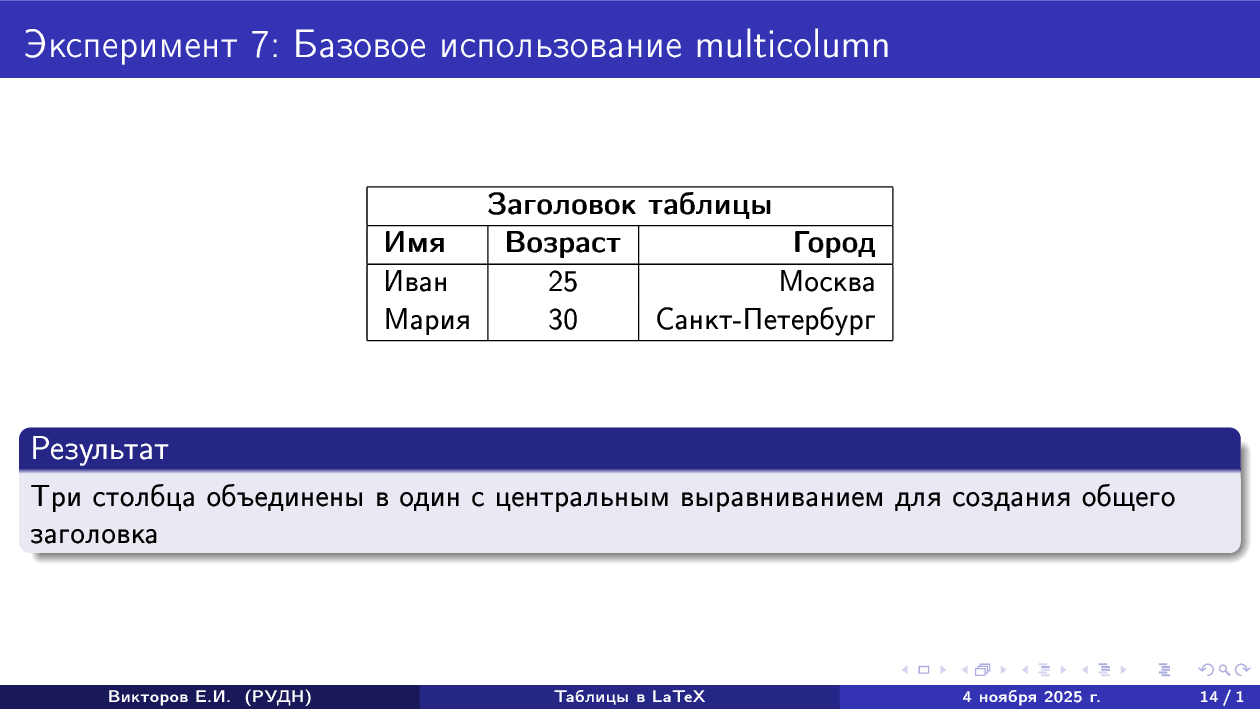 Эксперимент 7: Базовое использование multicolumn
Заголовок таблицы
Имя Возраст Город
Иван 25 Москва
Мария 30 Санкт-Петербург
Результат
Три столбца объединены в один с центральным выравниванием для создания общего
заголовка
Викторов Е.И. (РУДН) Таблицы в LaTeX 4 ноября 2025 г. 14 / 1